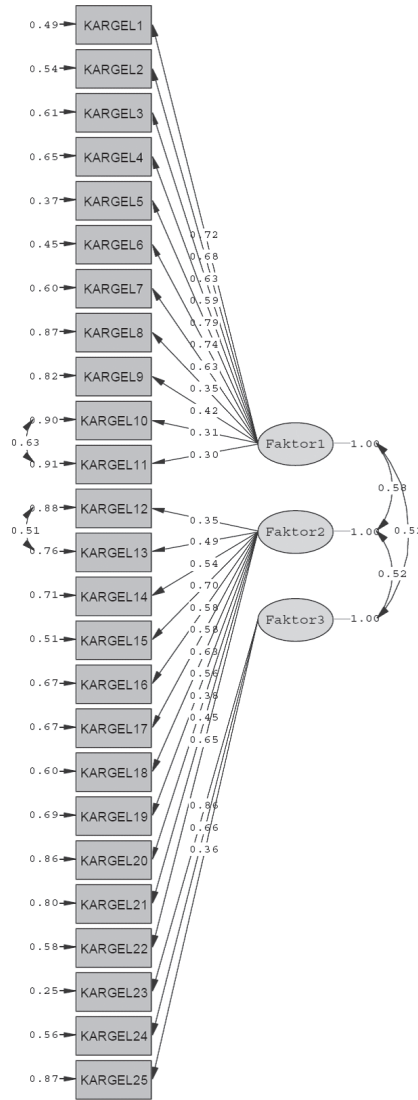 0.49 KARGEL1
0.54 KARGEL2
0.61 KARGEL3
0.65 KARGEL4
0.37 KARGEL5
0.45 KARGEL6
0.60 KARGEL7
0.87 KARGEL8
0.82 KARGEL9
0.90 KARGEL10
0.63
0.91 KARGEL11
0.88 KARGEL12
0.51
0.76 KARGEL13
0.71 KARGEL14
0.51 KARGEL15
0.67 KARGEL16
0.67 KARGEL17
0.60 KARGEL18
0.69 KARGEL19
0.86 KARGEL20
0.80 KARGEL21
0.58 KARGEL22
0.25 KARGEL23
0.56 KARGEL24
0.87 KARGEL25
0.72
0.68
0.63
0.59
0.79
0.74
0.63
0.35
0.42
0.31
0.30
0.35
0.49
0.54
0.70
0.58
0.58
0.63
0.56
0.38
0.45
0.65
0.86
0.66
0.36
Faktor1 1.00
Faktor2 1.00
Faktor3 1.00
0.58
0.52